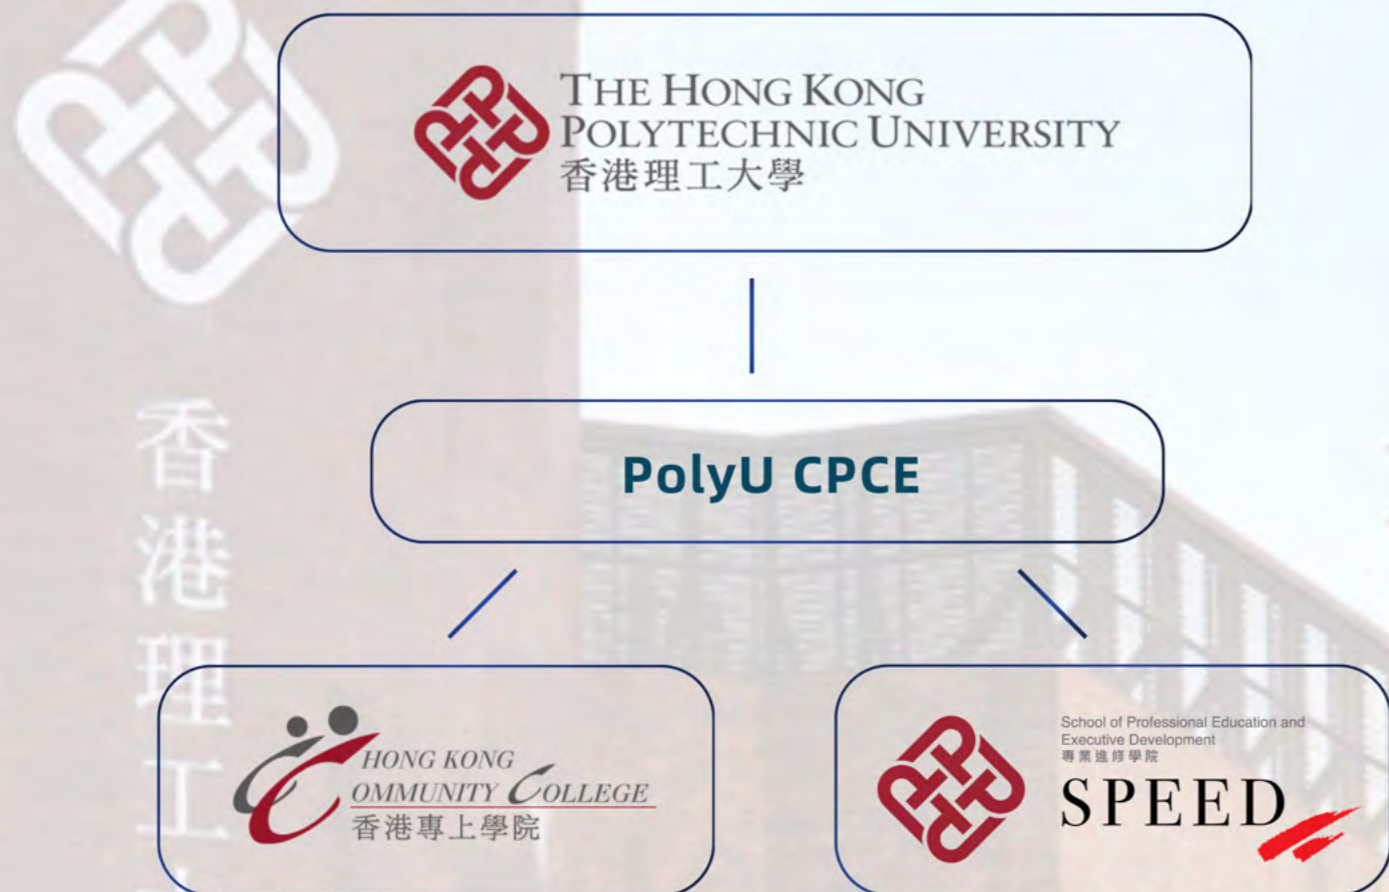 THE HONG KONG
POLYTECHNIC UNIVERSITY
香港理工大學
PolyU CPCE
香港理工
HONG KONG
COMMUNITY COLLEGE
香港專上學院
School of Professional Education and
Executive Development
專業進修學院
SPEED